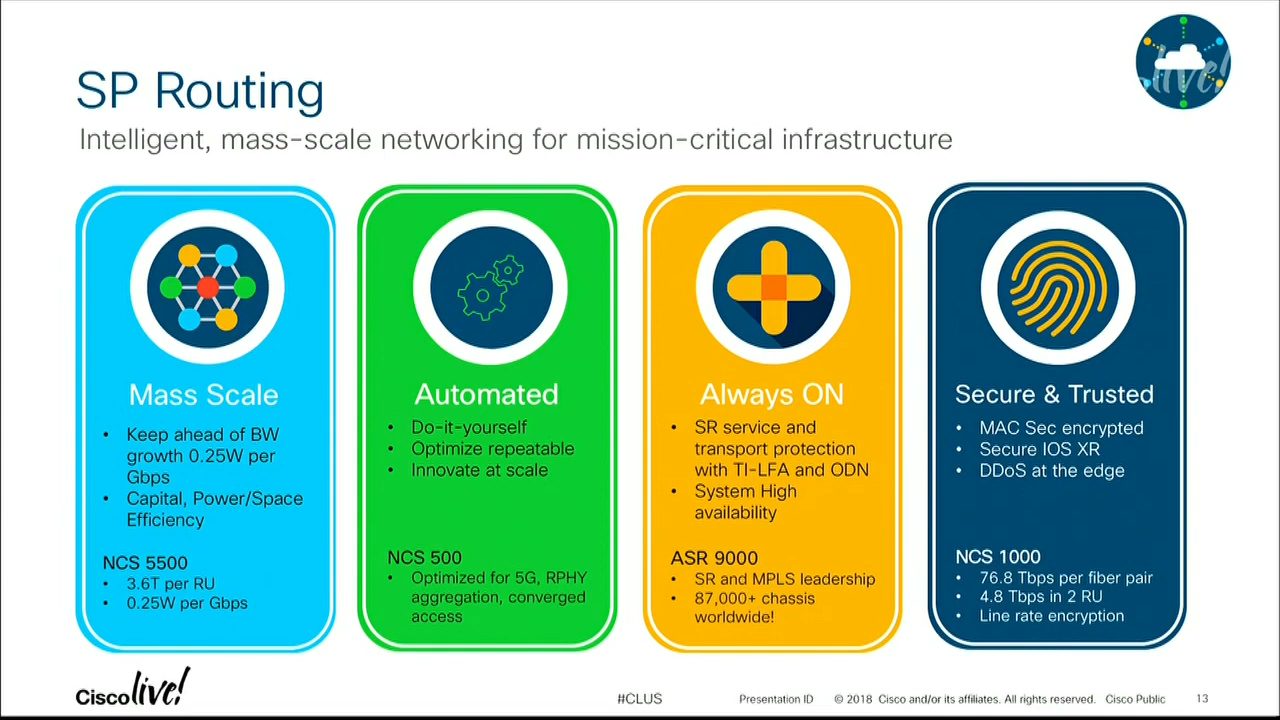 live!
SP Routing
Intelligent, mass-scale networking for mission-critical infrastructure
Mass Scale
• Keep ahead of BW
growth 0.25W per
Gbps
• Capital, Power/Space
Efficiency
NCS 5500
• 3.6T per RU
• 0.25W per Gbps
Automated
• Do-it-yourself
• Optimize repeatable
• Innovate at scale
NCS 500
• Optimized for 5G, RPHY
aggregation, converged
access
Always ON
• SR service and
transport protection
with TI-LFA and ODN
• System High
availability
ASR 9000
• SR and MPLS leadership
• 87,000+ chassis
worldwide!
Secure & Trusted
• MAC Sec encrypted
• Secure IOS XR
• DDoS at the edge
NCS 1000
• 76.8 Tbps per fiber pair
• 4.8 Tbps in 2 RU
• Line rate encryption
Cisco live!
#CLUS
Presentation ID
© 2018 Cisco and/or its affiliates. All rights reserved. Cisco Public
13